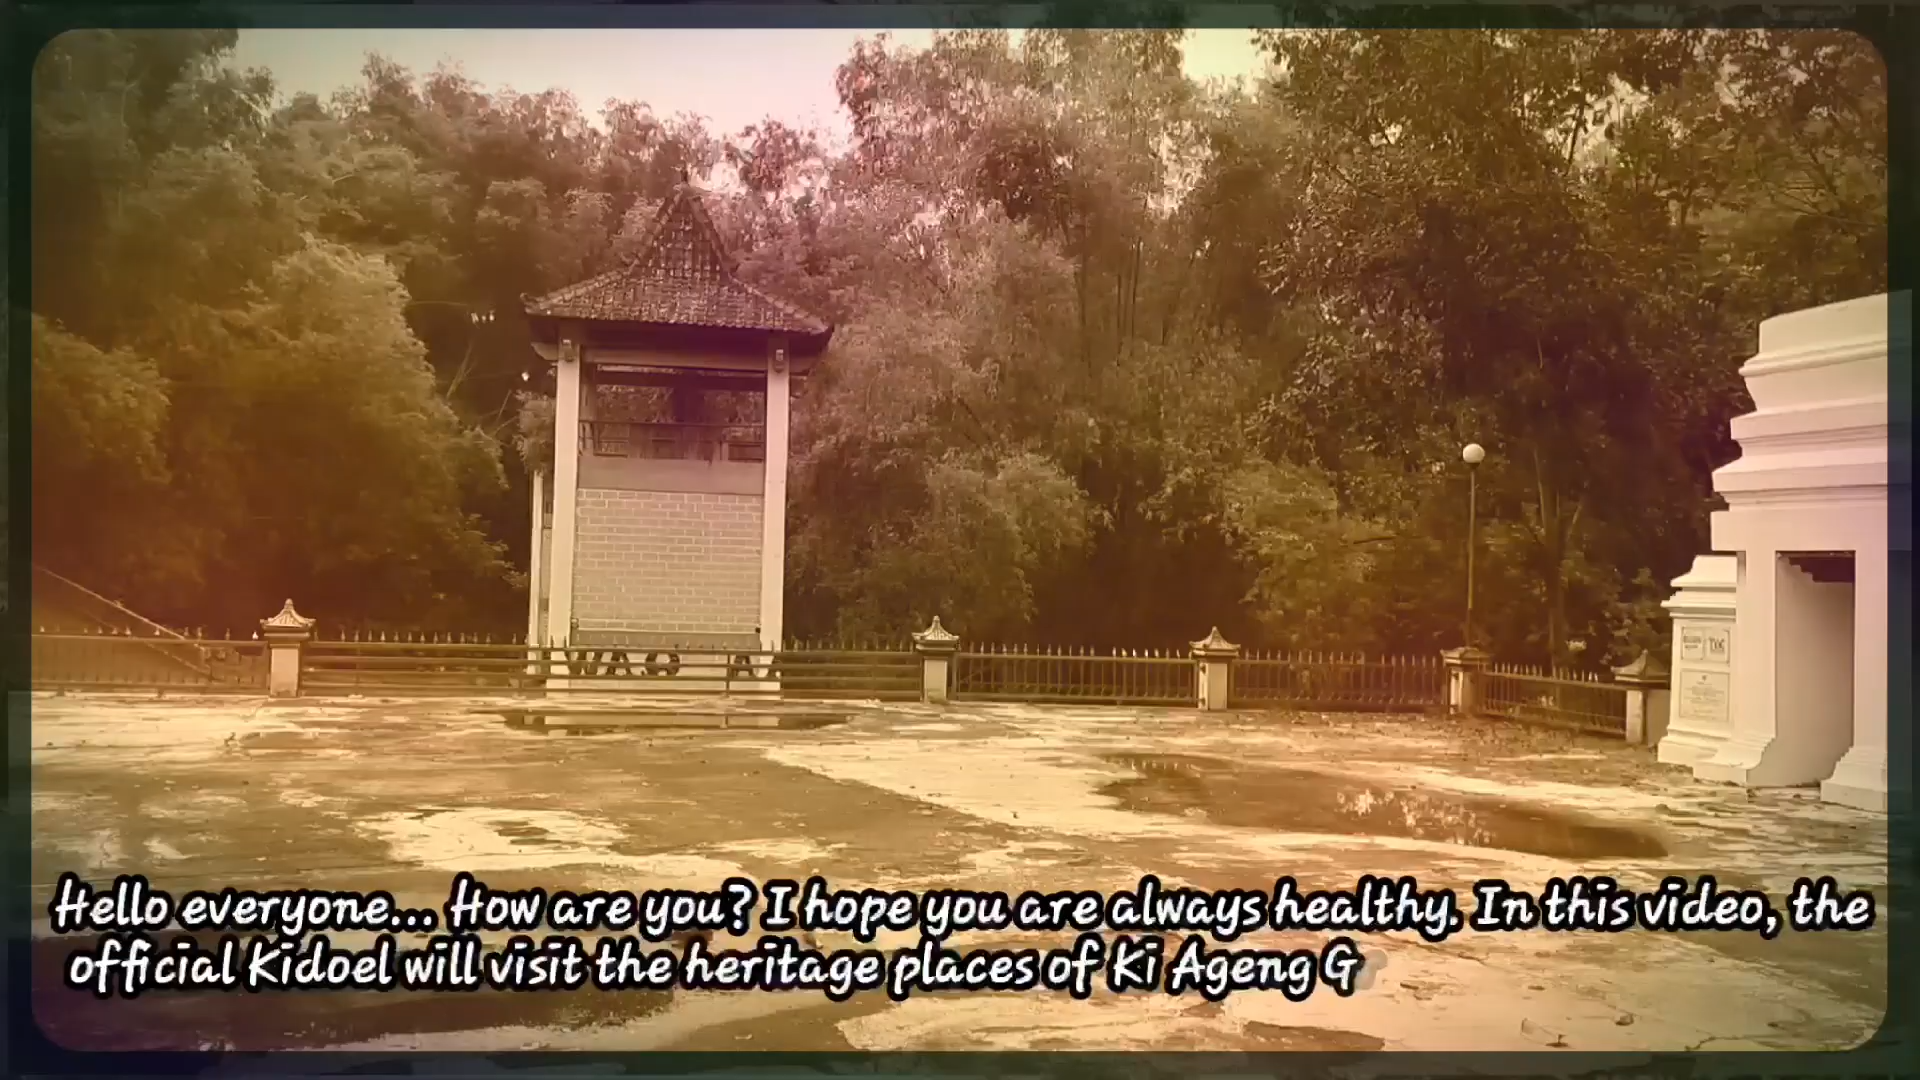 Hello everyone... How are you? I hope you are always healthy. In this video, the
official Kidoel will visit the heritage places of Ki Ageng G